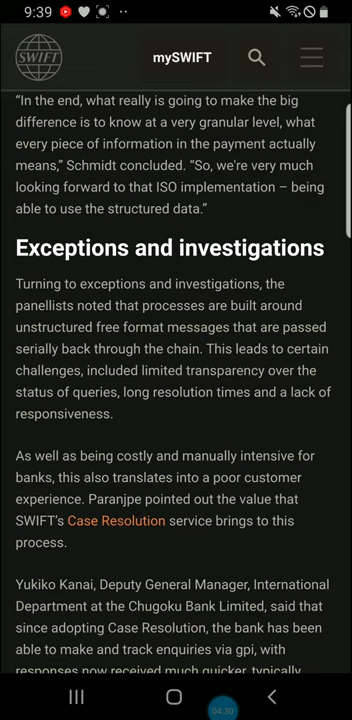 9:39
SWIFT
mySWIFT
“In the end, what really is going to make the big
difference is to know at a very granular level, what
every piece of information in the payment actually
means,” Schmidt concluded. “So, we're very much
looking forward to that ISO implementation – being
able to use the structured data.”
Exceptions and investigations
Turning to exceptions and investigations, the
panellists noted that processes are built around
unstructured free format messages that are passed
serially back through the chain. This leads to certain
challenges, included limited transparency over the
status of queries, long resolution times and a lack of
responsiveness.
As well as being costly and manually intensive for
banks, this also translates into a poor customer
experience. Paranjpe pointed out the value that
SWIFT's Case Resolution service brings to this
process.
Yukiko Kanai, Deputy General Manager, International
Department at the Chugoku Bank Limited, said that
since adopting Case Resolution, the bank has been
able to make and track enquiries via gpi, with
responses now received much quicker, typically
04:30